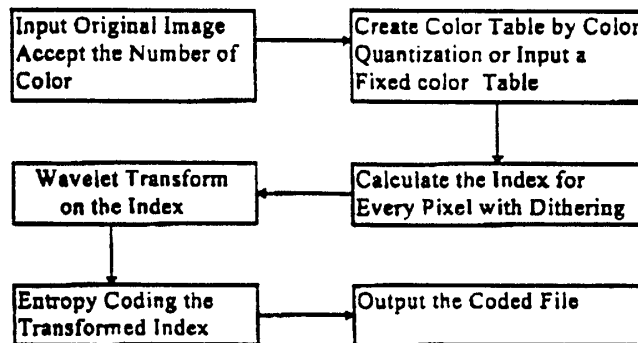 Input Original Image
Accept the Number of
Color
Create Color Table by Color
Quantization or Input a
Fixed color Table
Calculate the Index for
Every Pixel with Dithering
Wavelet Transform
on the Index
Entropy Coding the
Transformed Index
Output the Coded File